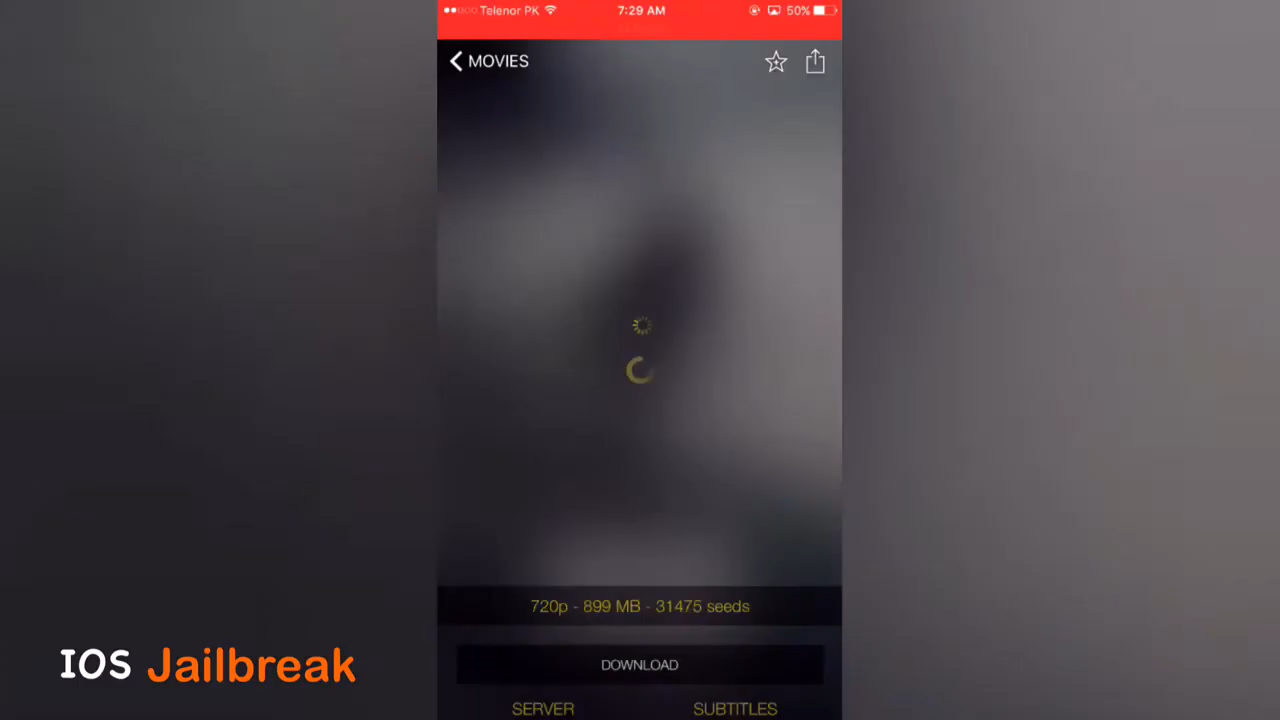 Telenor PK 7:29 AM 50%
MOVIES
720p - 899 MB - 31475 seeds
DOWNLOAD
SERVER SUBTITLES
IOS Jailbreak